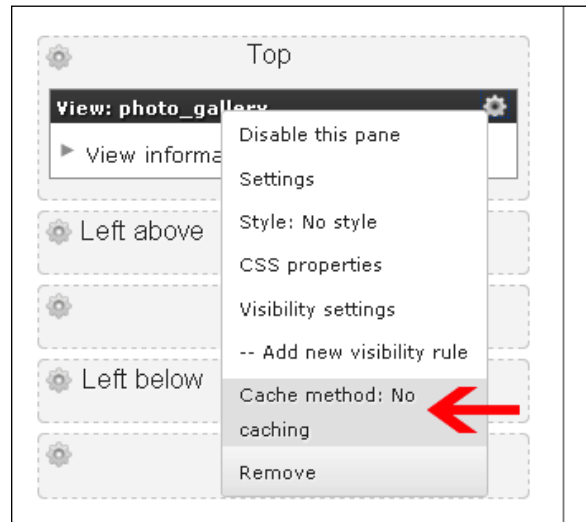 Top
View: photo_gallery
View informa
Disable this pane
Settings
Style: No style
CSS properties
Visibility settings
-- Add new visibility rule
Cache method: No
caching
Remove
Left above
Left below